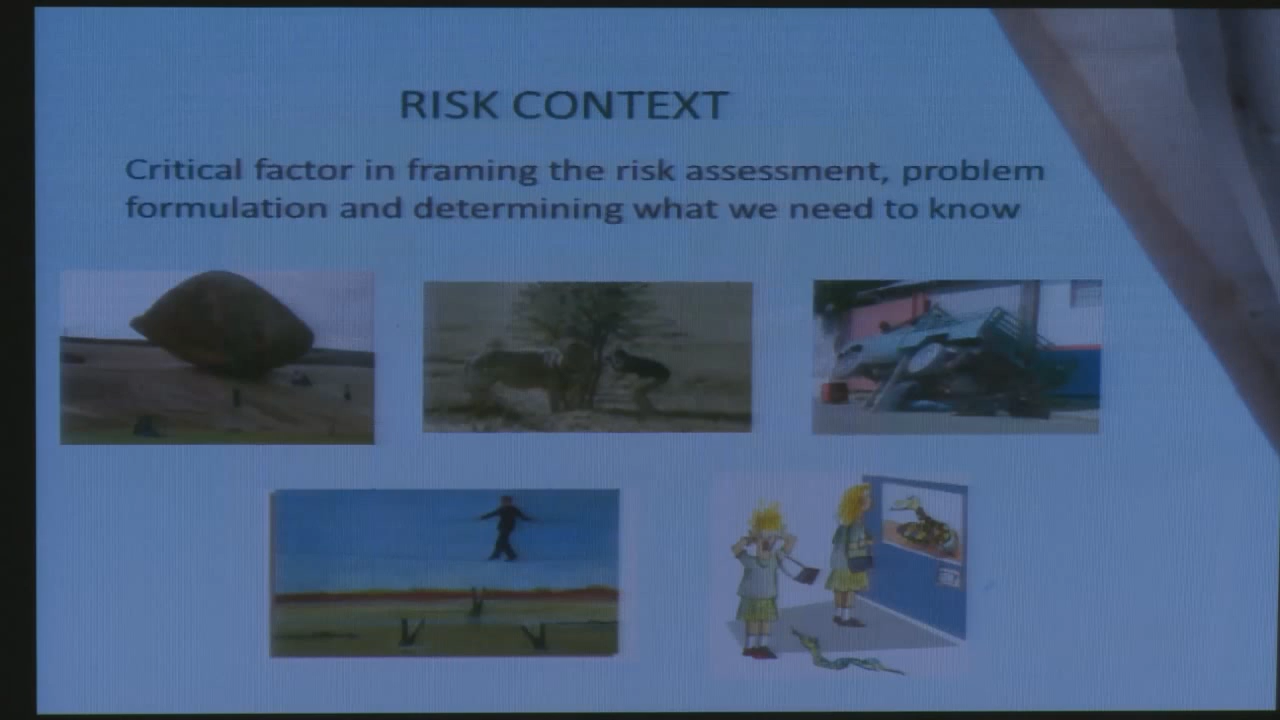 RISK CONTEXT
Critical factor in framing the risk assessment, problem
formulation and determining what we need to know